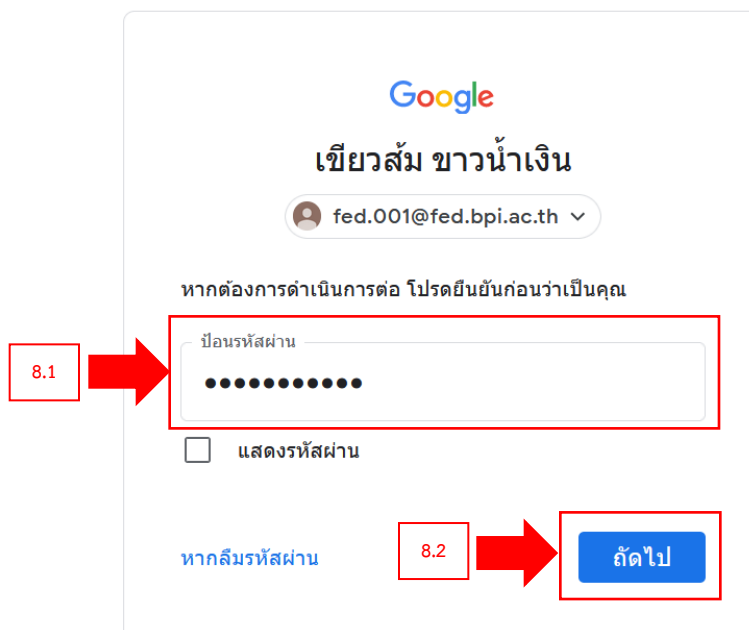 Google
เขียวส้ม ขาวน้ำเงิน
fed.001@fed.bpi.ac.th
หากต้องการดำเนินการต่อ โปรดยืนยันก่อนว่าเป็นคุณ
ป้อนรหัสผ่าน
8.1
•••••••••••
แสดงรหัสผ่าน
หากลืมรหัสผ่าน
8.2
ถัดไป